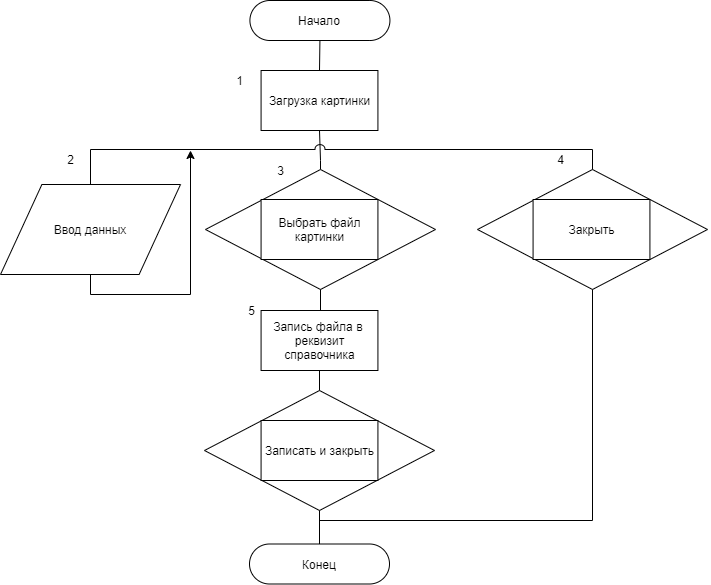 Начало
1
Загрузка картинки
2
3
4
Ввод данных
Выбрать файл
картинки
Закрыть
5
Запись файла в
реквизит
справочника
Записать и закрыть
Конец